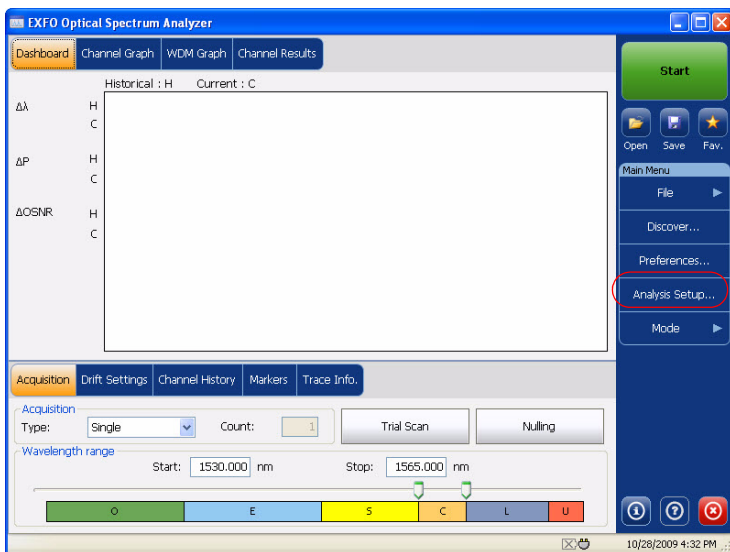 EXFO Optical Spectrum Analyzer
Dashboard Channel Graph WDM Graph Channel Results
Historical : H Current : C
Δλ H
C
ΔP H
C
ΔOSNR H
C
Start
Open Save Fav.
Main Menu
File
Discover...
Preferences...
Analysis Setup...
Mode
Acquisition Drift Settings Channel History Markers Trace Info.
Acquisition
Type: Single Count: 1 Trial Scan Nulling
Wavelength range
Start: 1530.000 nm Stop: 1565.000 nm
O E S C L U
10/28/2009 4:32 PM